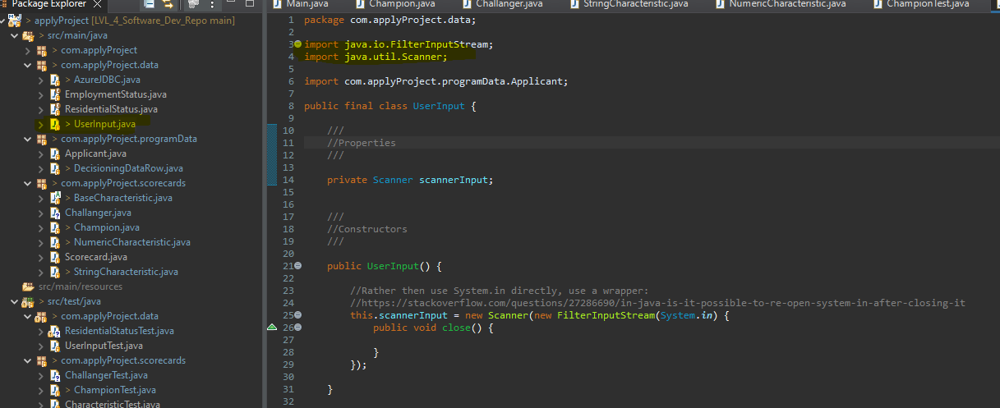 Package Explorer
applyProject [LVL_4_Software_Dev_Repo main]
src/main/java
com.applyProject
com.applyProject.data
AzureJDBC.java
EmploymentStatus.java
ResidentialStatus.java
UserInput.java
com.applyProject.programData
Applicant.java
DecisioningDataRow.java
com.applyProject.scorecards
BaseCharacteristic.java
Challanger.java
Champion.java
NumericCharacteristic.java
Scorecard.java
StringCharacteristic.java
src/main/resources
src/test/java
com.applyProject.data
ResidentialStatusTest.java
UserInputTest.java
com.applyProject.scorecards
ChallangerTest.java
ChampionTest.java
CharacteristicTest.java
Main.java Champion.java Challanger.java StringCharacteristic.java NumericCharacteristic.java ChampionTest.java
1 package com.applyProject.data;
2
3 import java.io.FilterInputStream;
4 import java.util.Scanner;
5
6 import com.applyProject.programData.Applicant;
7
8 public final class UserInput {
9
10 ///
11 //Properties
12 ///
13
14 private Scanner scannerInput;
15
16
17 ///
18 //Constructors
19 ///
20
21 public UserInput() {
22
23 //Rather then use System.in directly, use a wrapper:
24 //https://stackoverflow.com/questions/27286690/in-java-is-it-possible-to-re-open-system-in-after-closing-it
25 this.scannerInput = new Scanner(new FilterInputStream(System.in) {
26 public void close() {
27
28 }
29 });
30
31 }
32